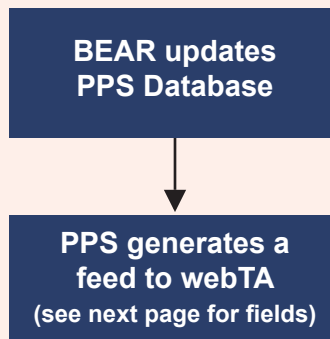 BEAR updates
PPS Database
PPS generates a
feed to webTA
(see next page for fields)